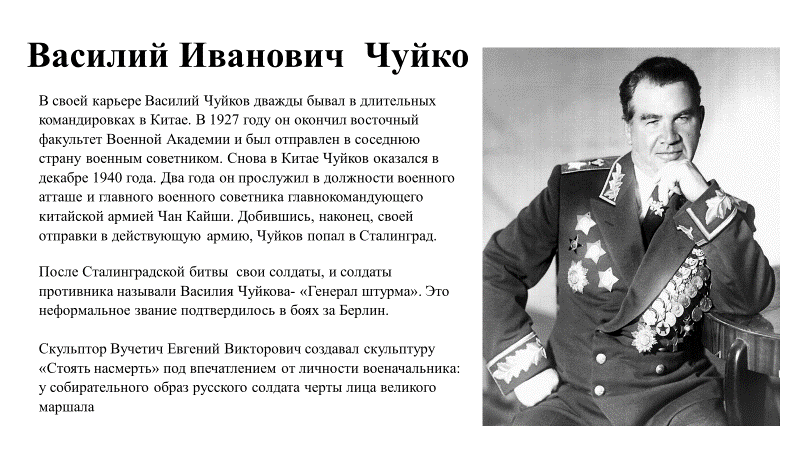 Василий Иванович Чуйко
В своей карьере Василий Чуйков дважды бывал в длительных
командировках в Китае. В 1927 году он окончил восточный
факультет Военной Академии и был отправлен в соседнюю
страну военным советником. Снова в Китае Чуйков оказался в
декабре 1940 года. Два года он прослужил в должности военного
атташе и главного военного советника главнокомандующего
китайской армией Чан Кайши. Добившись, наконец, своей
отправки в действующую армию, Чуйков попал в Сталинград.
После Сталинградской битвы свои солдаты, и солдаты
противника называли Василия Чуйкова- «Генерал штурма». Это
неформальное звание подтвердилось в боях за Берлин.
Скульптор Вучетич Евгений Викторович создавал скульптуру
«Стоять насмерть» под впечатлением от личности военачальника:
у собирательного образ русского солдата черты лица великого
маршала